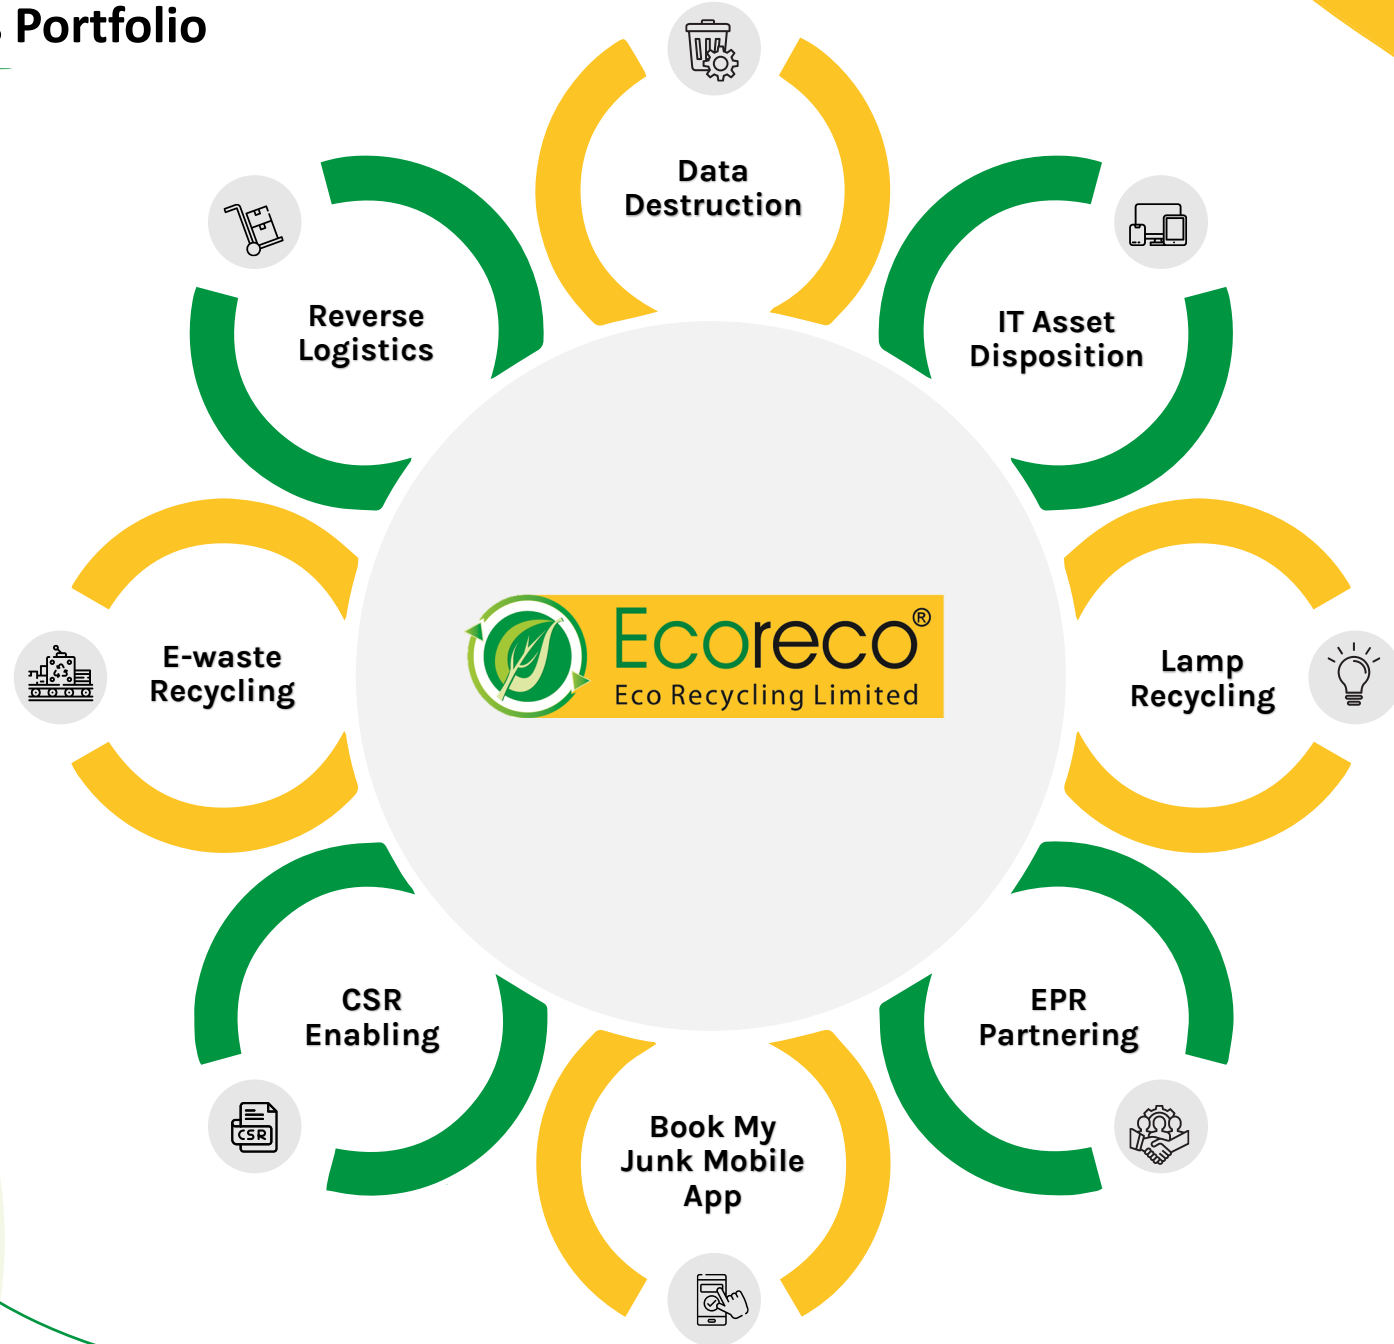 Portfolio
Data
Destruction
IT Asset
Disposition
Lamp
Recycling
EPR
Partnering
Book My
Junk Mobile
App
CSR
Enabling
CSR
E-waste
Recycling
Reverse
Logistics
Ecoreco®
Eco Recycling Limited